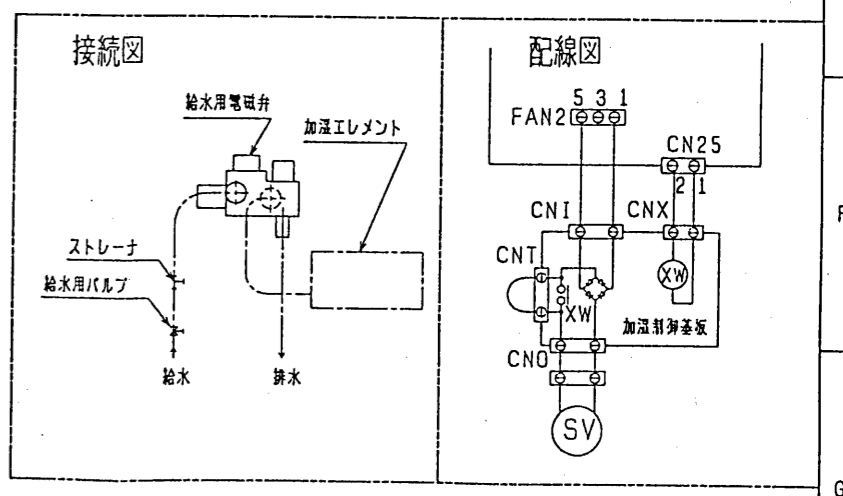 接続図
給水用電磁弁
加湿エレメント
ストレーナ
給水用バルブ
給水
排水
配線図
5 3 1
FAN2
CN25
2 1
CNI
CNX
CNT
XW
XW
加湿制御基板
CNO
SV
F
G